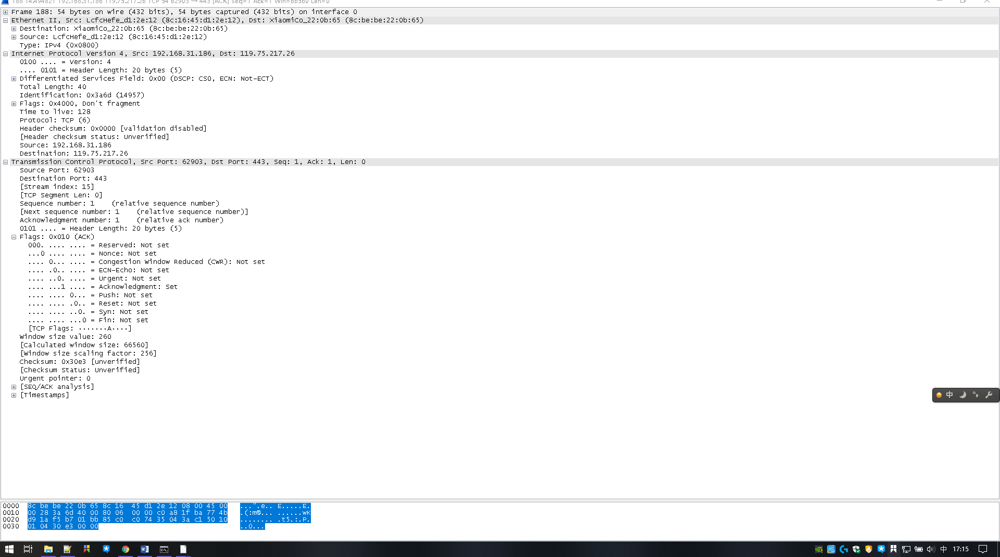 188 14.494821 192.168.31.186 119.75.217.26 TCP 54 62903 → 443 [ACK] Seq=1 Ack=1 Win=66560 Len=0
Frame 188: 54 bytes on wire (432 bits), 54 bytes captured (432 bits) on interface 0
Ethernet II, Src: LcfcHefe_d1:2e:12 (8c:16:45:d1:2e:12), Dst: XiaomiCo_22:0b:65 (8c:be:be:22:0b:65)
Destination: XiaomiCo_22:0b:65 (8c:be:be:22:0b:65)
Source: LcfcHefe_d1:2e:12 (8c:16:45:d1:2e:12)
Type: IPv4 (0x0800)
Internet Protocol Version 4, Src: 192.168.31.186, Dst: 119.75.217.26
0100 .... = Version: 4
.... 0101 = Header Length: 20 bytes (5)
Differentiated Services Field: 0x00 (DSCP: CS0, ECN: Not-ECT)
Total Length: 40
Identification: 0x3a6d (14957)
Flags: 0x4000, Don't fragment
Time to live: 128
Protocol: TCP (6)
Header checksum: 0x0000 [validation disabled]
[Header checksum status: Unverified]
Source: 192.168.31.186
Destination: 119.75.217.26
Transmission Control Protocol, Src Port: 62903, Dst Port: 443, Seq: 1, Ack: 1, Len: 0
Source Port: 62903
Destination Port: 443
[Stream index: 15]
[TCP Segment Len: 0]
Sequence number: 1    (relative sequence number)
[Next sequence number: 1    (relative sequence number)]
Acknowledgment number: 1    (relative ack number)
0101 .... = Header Length: 20 bytes (5)
Flags: 0x010 (ACK)
000. .... .... = Reserved: Not set
...0 .... .... = Nonce: Not set
.... 0... .... = Congestion Window Reduced (CWR): Not set
.... .0.. .... = ECN-Echo: Not set
.... ..0. .... = Urgent: Not set
.... ...1 .... = Acknowledgment: Set
.... .... 0... = Push: Not set
.... .... .0.. = Reset: Not set
.... .... ..0. = Syn: Not set
.... .... ...0 = Fin: Not set
[TCP Flags: ·······A····]
Window size value: 260
[Calculated window size: 66560]
[Window size scaling factor: 256]
Checksum: 0x30e3 [unverified]
[Checksum Status: Unverified]
Urgent pointer: 0
[SEQ/ACK analysis]
[Timestamps]
中
0000 8c be be 22 0b 65 8c 16 45 d1 2e 12 08 00 45 00 ...".e.. E.....E.
0010 00 28 3a 6d 40 00 80 06 00 00 c0 a8 1f ba 77 4b .(:m@... ......wK
0020 d9 1a f5 b7 01 bb 85 c0 c0 74 35 04 3a c1 50 10 ........ .t5.:.P.
0030 01 04 30 e3 00 00 ..0...
中 17:15